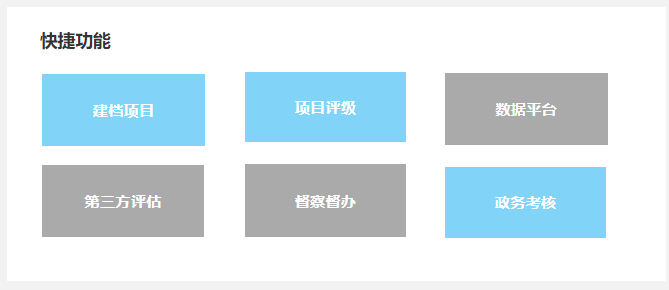 快捷功能
建档项目
项目评级
数据平台
第三方评估
督察督办
政务考核